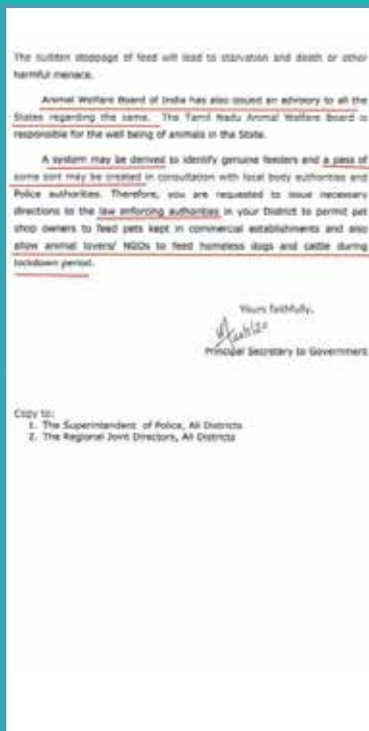 The sudden stoppage of feed will lead to starvation and death or other
harmful menace.
Animal Welfare Board of India has also issued an advisory to all the
States regarding the same. The Tamil Nadu Animal Welfare Board is
responsible for the well being of animals in the State.
A system may be derived to identify genuine feeders and a pass of
some sort may be created in consultation with local body authorities and
Police authorities. Therefore, you are requested to issue necessary
directions to the law enforcing authorities in your District to permit pet
shop owners to feed pets kept in commercial establishments and also
allow animal lovers/ NGOs to feed homeless dogs and cattle during
lockdown period.
Yours faithfully,
Principal Secretary to Government
Copy to:
1. The Superintendent of Police, All Districts
2. The Regional Joint Directors, All Districts